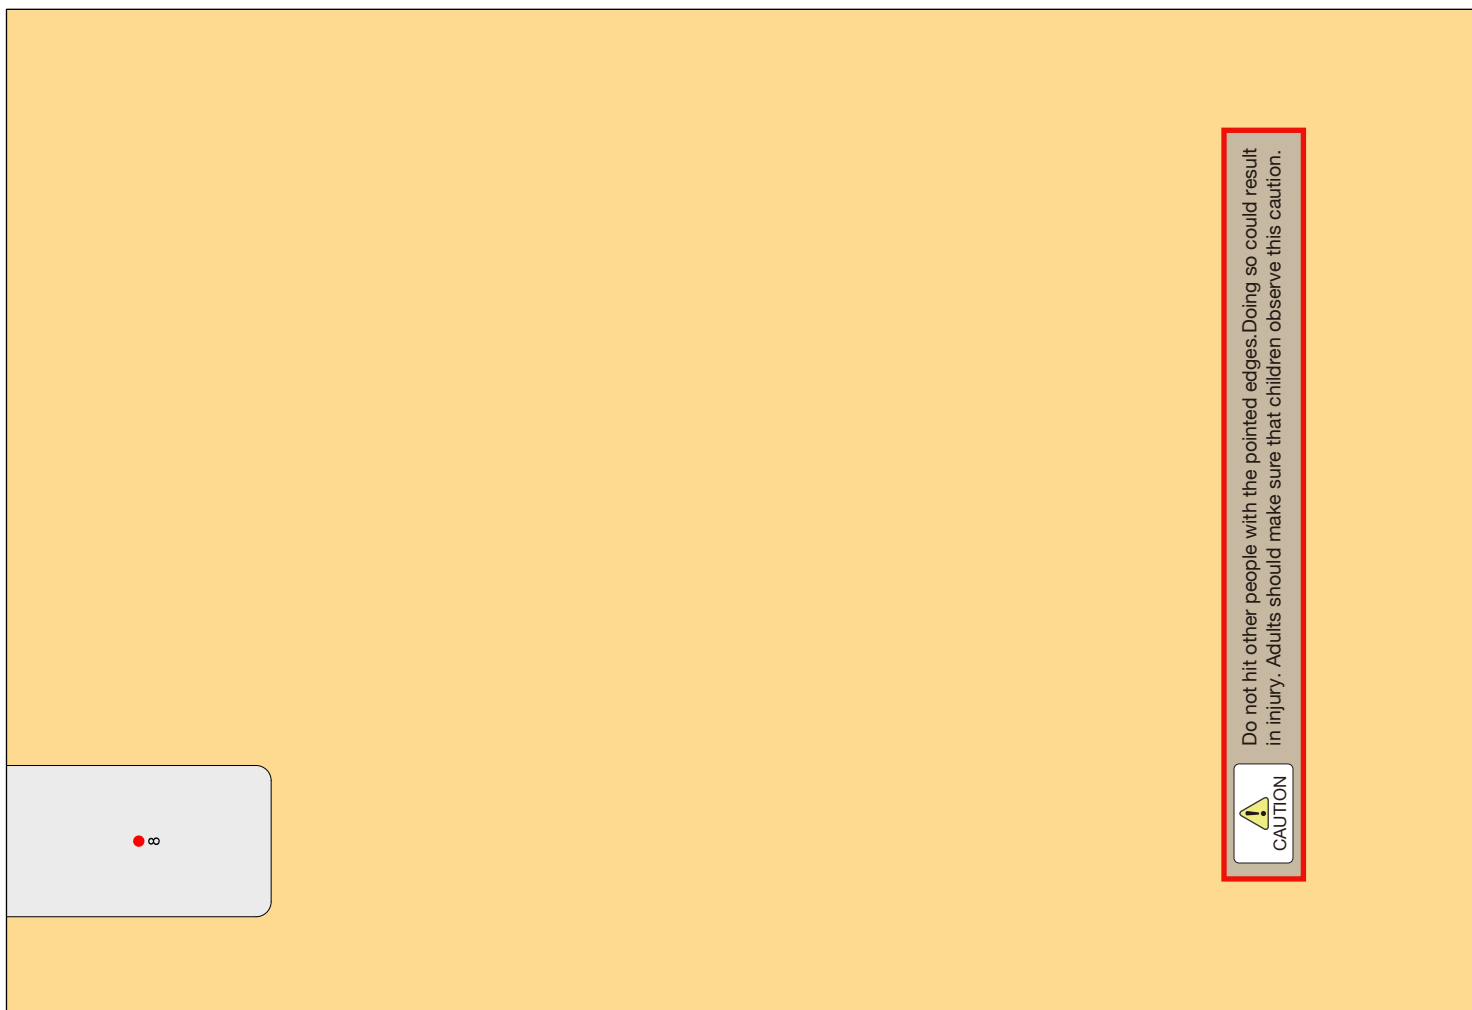 CAUTION
Do not hit other people with the pointed edges.Doing so could result
in injury. Adults should make sure that children observe this caution.
8